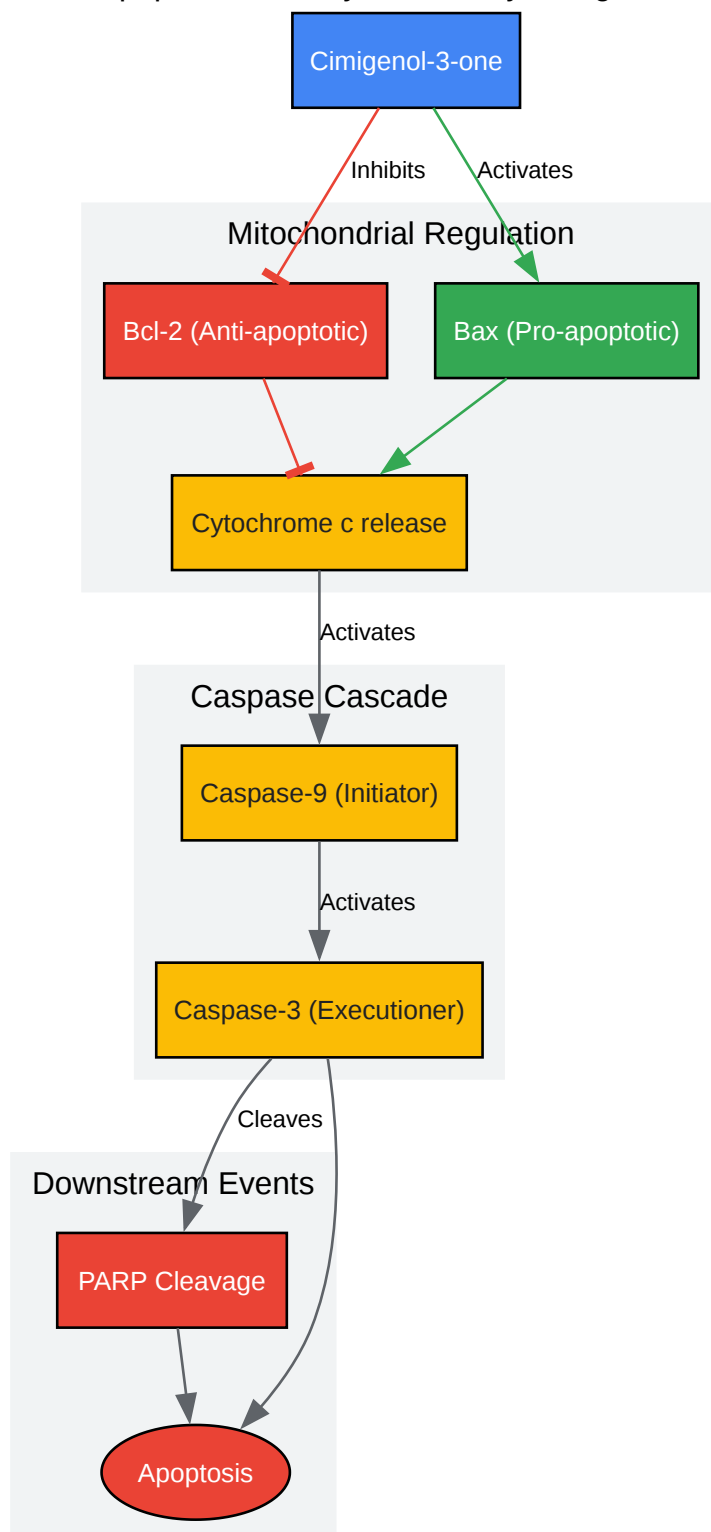 Cimigenol-3-one
Inhibits
Activates
Mitochondrial Regulation
Bcl-2 (Anti-apoptotic)
Bax (Pro-apoptotic)
Cytochrome c release
Activates
Caspase Cascade
Caspase-9 (Initiator)
Activates
Caspase-3 (Executioner)
Cleaves
Downstream Events
PARP Cleavage
Apoptosis